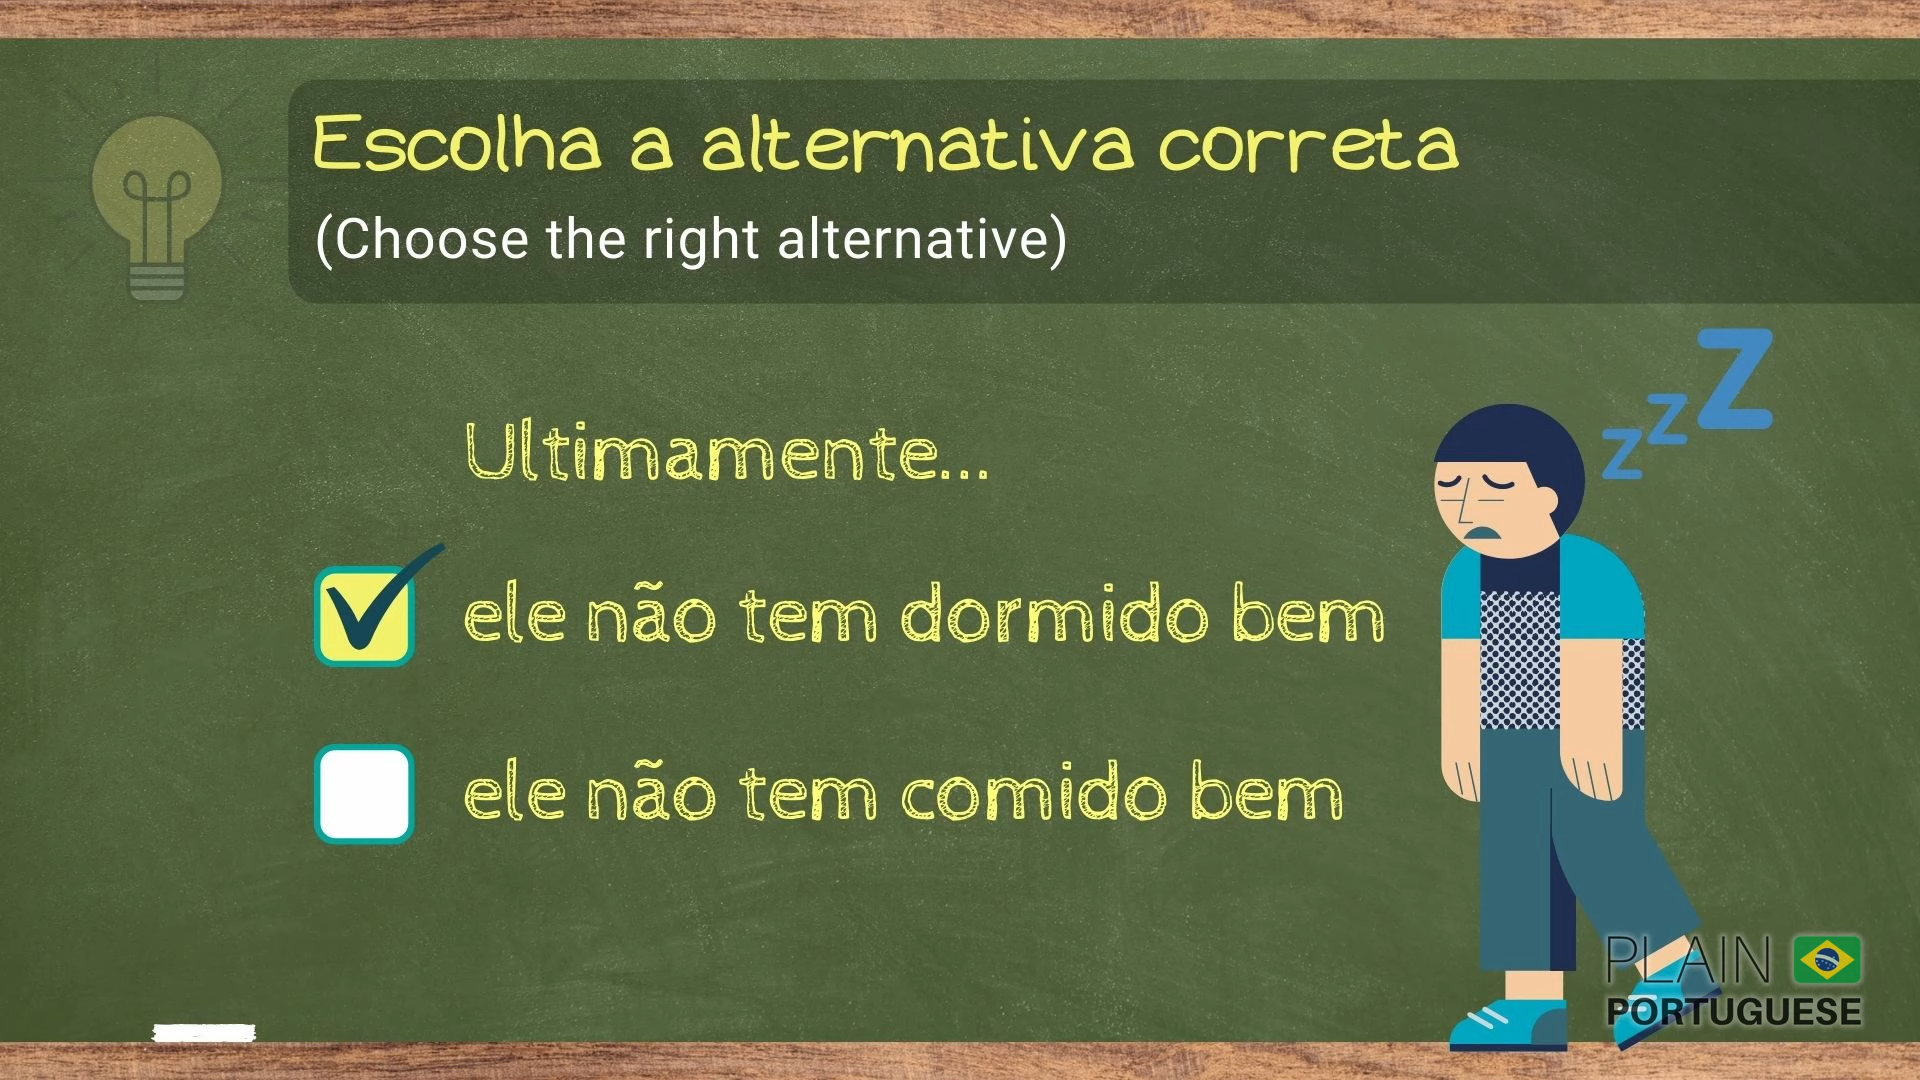 Escolha a alternativa correta
(Choose the right alternative)
Ultimamente...
ele não tem dormido bem
ele não tem comido bem
z z Z
PLAIN
PORTUGUESE